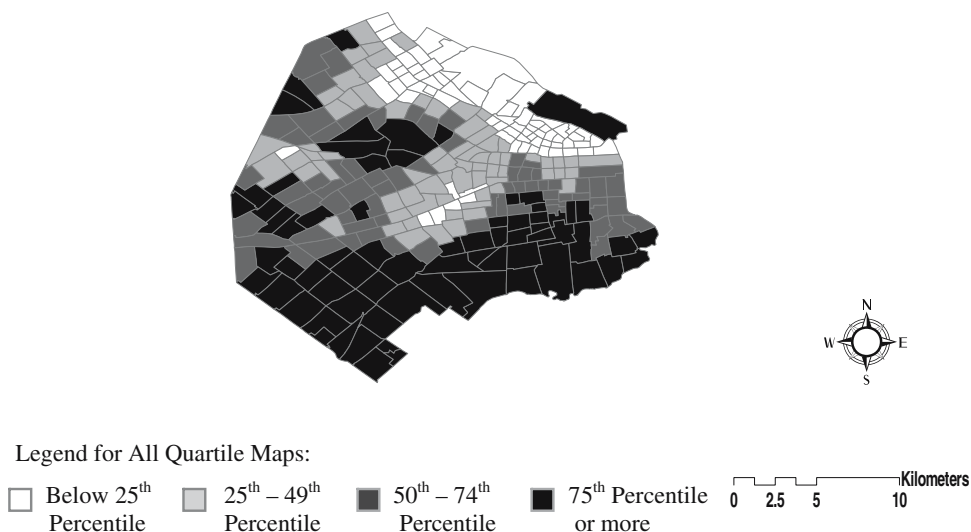 N
W E
S
Legend for All Quartile Maps:
Below 25th Percentile
25th – 49th Percentile
50th – 74th Percentile
75th Percentile or more
Kilometers
0 2.5 5 10